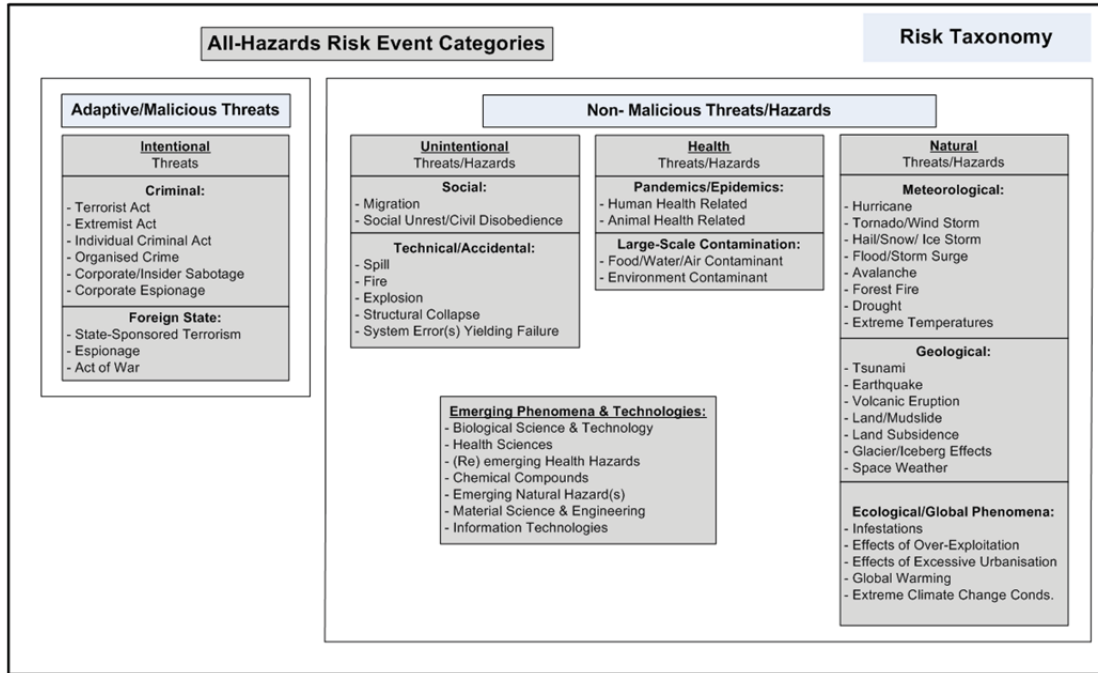 All-Hazards Risk Event Categories
Risk Taxonomy
Adaptive/Malicious Threats
Intentional
Threats
Criminal:
- Terrorist Act
- Extremist Act
- Individual Criminal Act
- Organised Crime
- Corporate/Insider Sabotage
- Corporate Espionage
Foreign State:
- State-Sponsored Terrorism
- Espionage
- Act of War
Non- Malicious Threats/Hazards
Unintentional
Threats/Hazards
Social:
- Migration
- Social Unrest/Civil Disobedience
Technical/Accidental:
- Spill
- Fire
- Explosion
- Structural Collapse
- System Error(s) Yielding Failure
Health
Threats/Hazards
Pandemics/Epidemics:
- Human Health Related
- Animal Health Related
Large-Scale Contamination:
- Food/Water/Air Contaminant
- Environment Contaminant
Natural
Threats/Hazards
Meteorological:
- Hurricane
- Tornado/Wind Storm
- Hail/Snow/ Ice Storm
- Flood/Storm Surge
- Avalanche
- Forest Fire
- Drought
- Extreme Temperatures
Geological:
- Tsunami
- Earthquake
- Volcanic Eruption
- Land/Mudslide
- Land Subsidence
- Glacier/Iceberg Effects
- Space Weather
Ecological/Global Phenomena:
- Infestations
- Effects of Over-Exploitation
- Effects of Excessive Urbanisation
- Global Warming
- Extreme Climate Change Conds.
Emerging Phenomena & Technologies:
- Biological Science & Technology
- Health Sciences
- (Re) emerging Health Hazards
- Chemical Compounds
- Emerging Natural Hazard(s)
- Material Science & Engineering
- Information Technologies